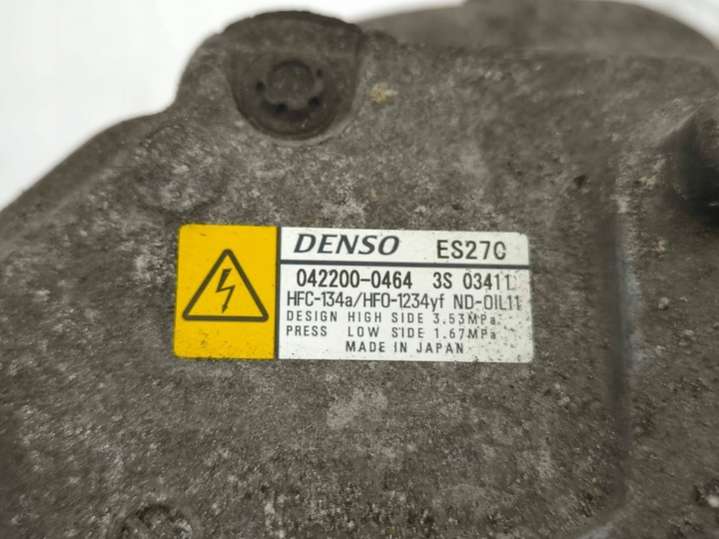 DENSO ES27C
042200-0464 3S 03411
HFC-134a/HFO-1234yf ND-OIL11
DESIGN HIGH SIDE 3.53MPa
PRESS LOW SIDE 1.67MPa
MADE IN JAPAN